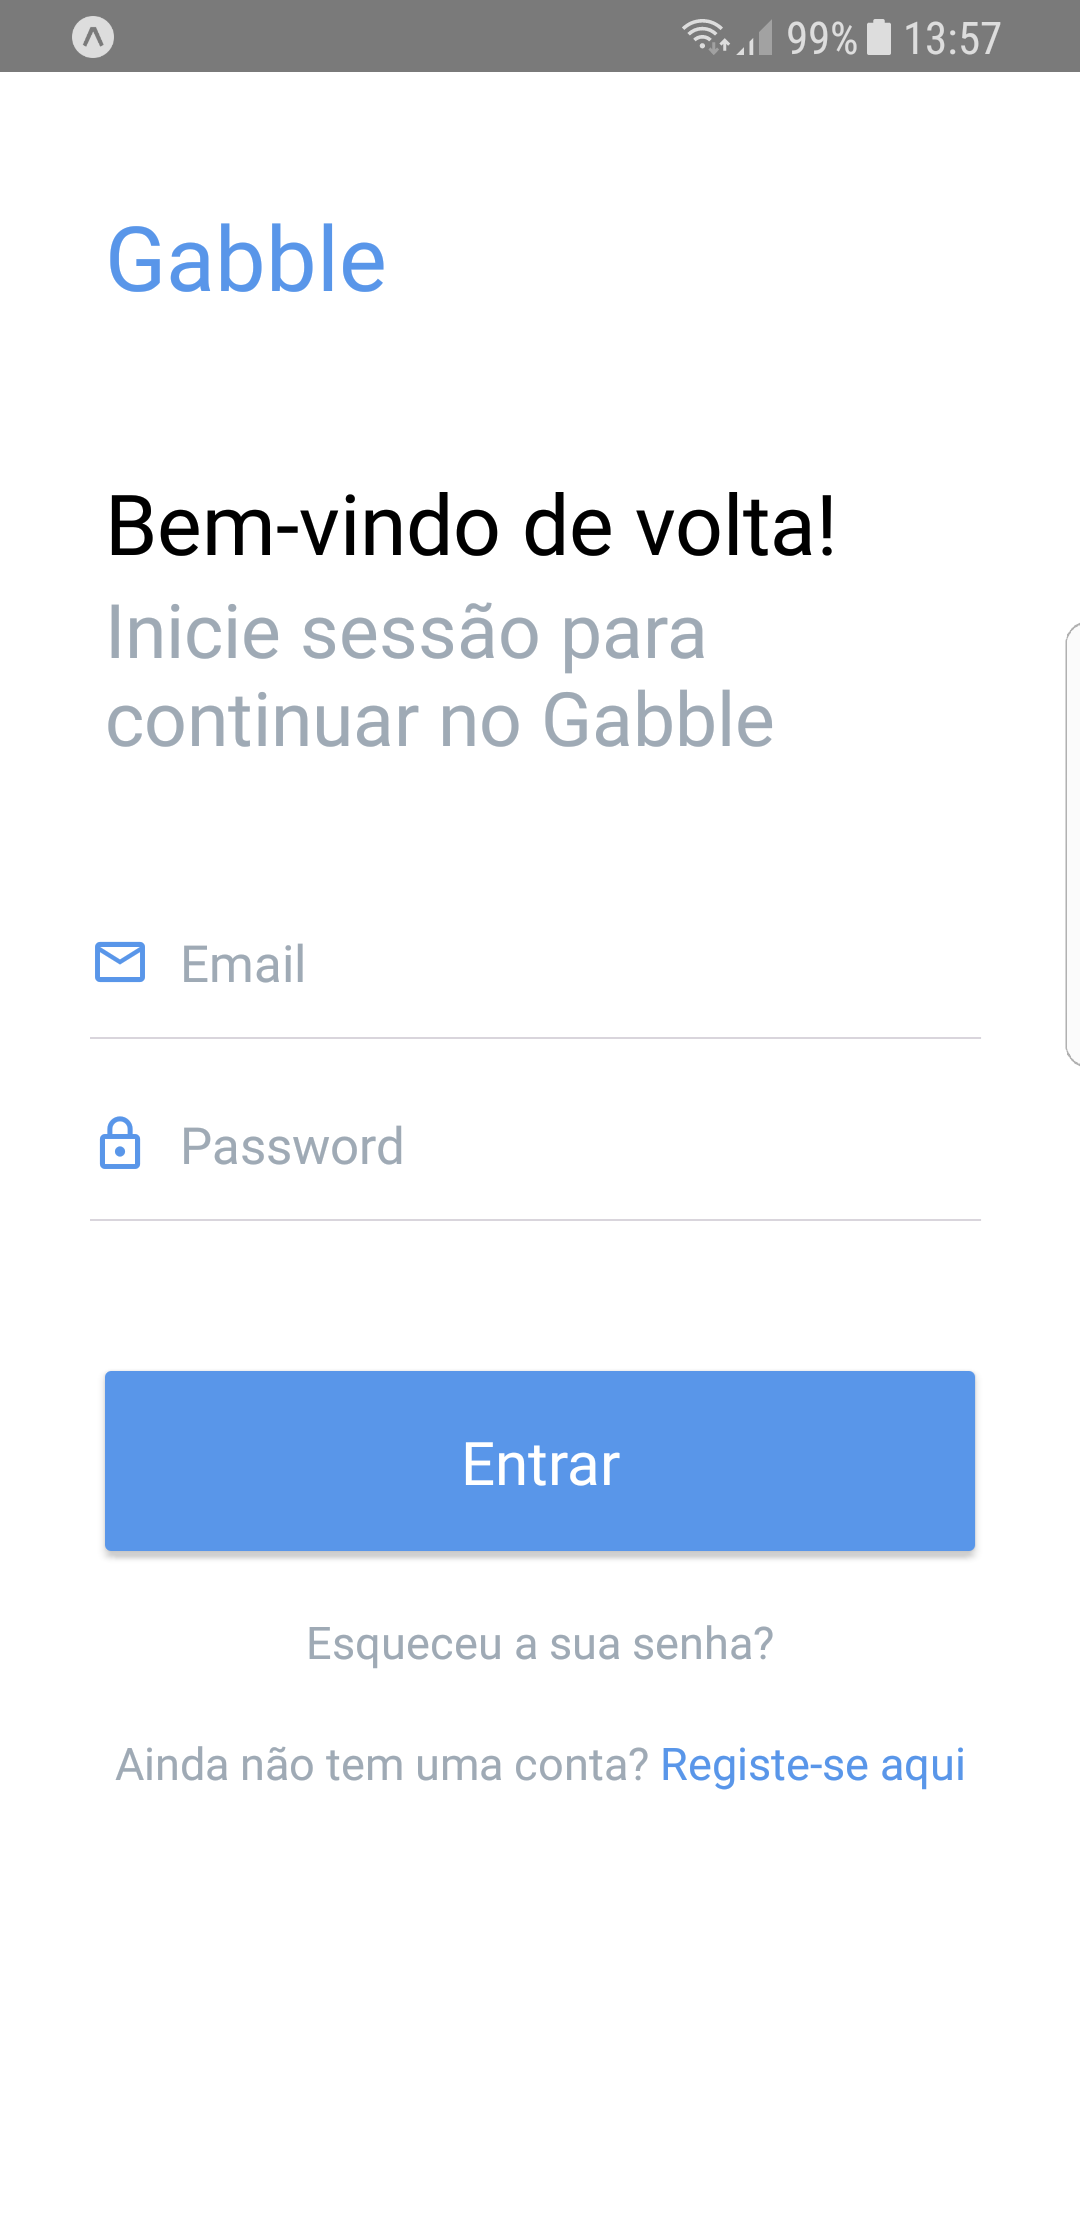 99% 13:57
Gabble
Bem-vindo de volta!
Inicie sessão para
continuar no Gabble
Email
Password
Entrar
Esqueceu a sua senha?
Ainda não tem uma conta? Registe-se aqui